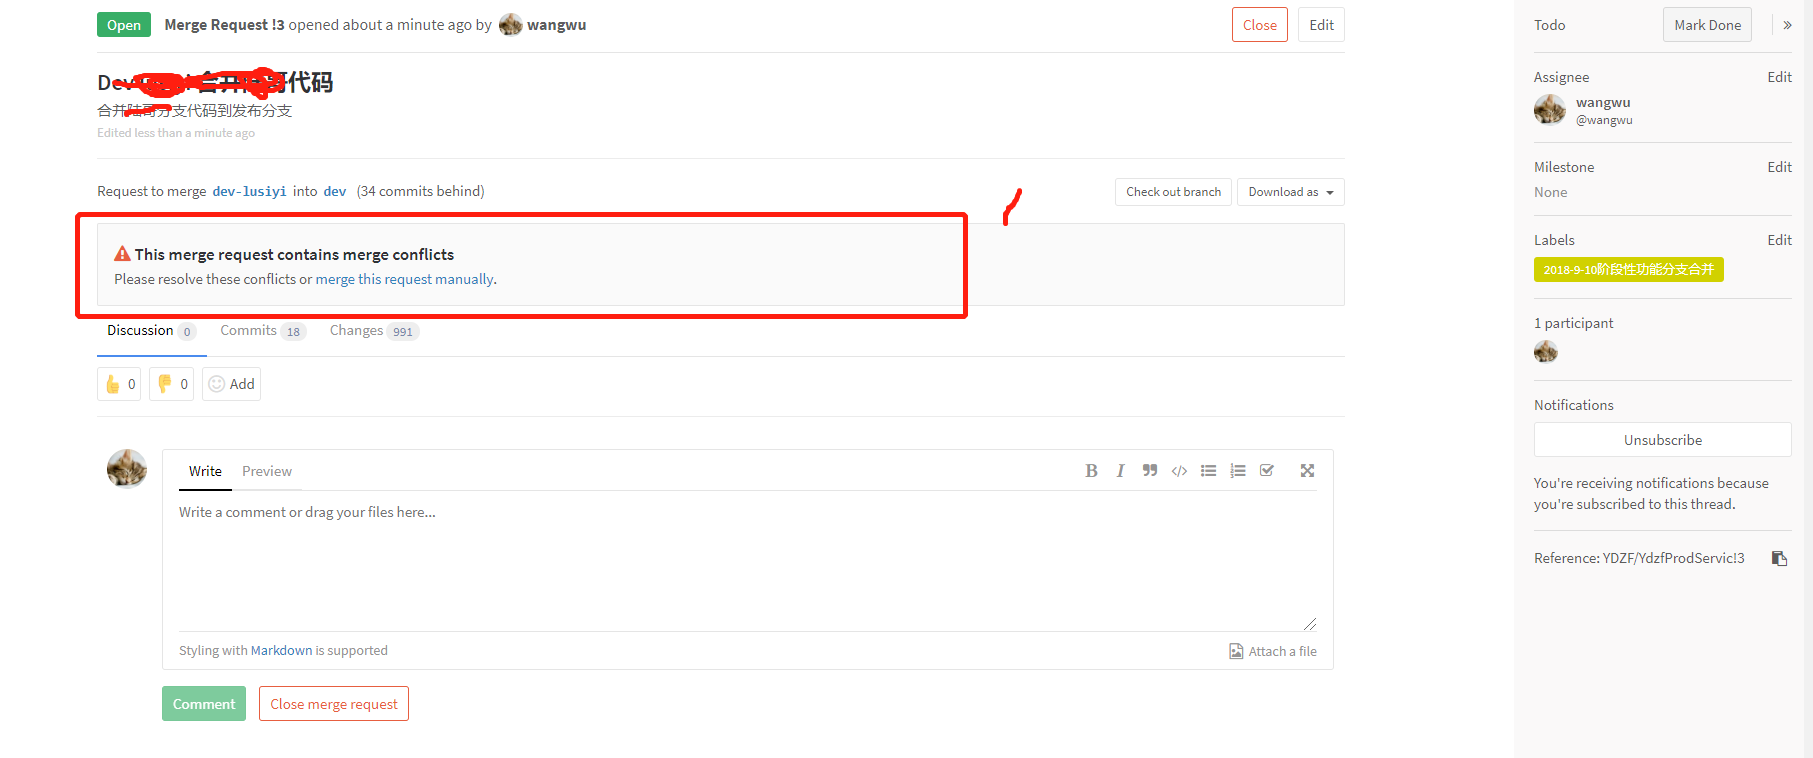 Open Merge Request !3 opened about a minute ago by wangwu Close Edit
代码
合并陆哥分支代码到发布分支
Edited less than a minute ago
Request to merge dev-lusiyi into dev (34 commits behind) Check out branch Download as
This merge request contains merge conflicts
Please resolve these conflicts or merge this request manually.
Discussion 0 Commits 18 Changes 991
0 0 Add
Write Preview
Write a comment or drag your files here...
Styling with Markdown is supported Attach a file
Comment Close merge request
Todo Mark Done »
Assignee Edit
wangwu
@wangwu
Milestone Edit
None
Labels Edit
2018-9-10阶段性功能分支合并
1 participant
Notifications
Unsubscribe
You're receiving notifications because
you're subscribed to this thread.
Reference: YDZF/YdzfProdServic!3